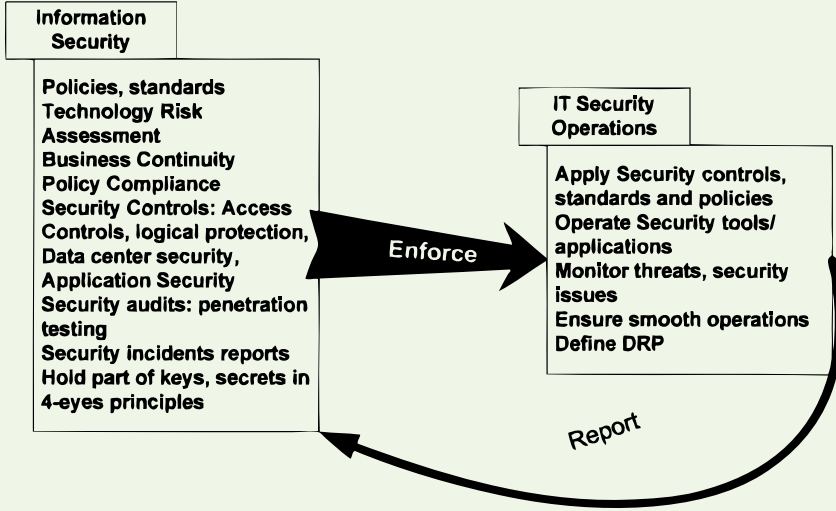 Information
Security
Policies, standards
Technology Risk
Assessment
Business Continuity
Policy Compliance
Security Controls: Access
Controls, logical protection,
Data center security,
Application Security
Security audits: penetration
testing
Security incidents reports
Hold part of keys, secrets in
4-eyes principles
Enforce
IT Security
Operations
Apply Security controls,
standards and policies
Operate Security tools/
applications
Monitor threats, security
issues
Ensure smooth operations
Define DRP
Report